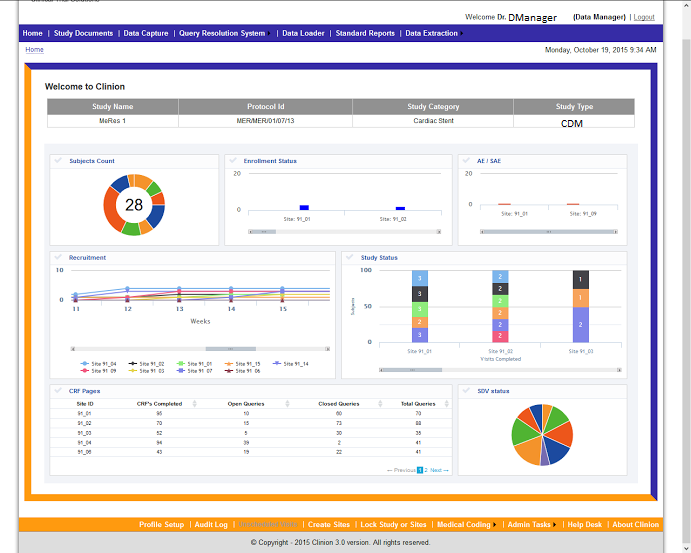 Welcome Dr. DManager (Data Manager) | Logout
Home | Study Documents | Data Capture | Query Resolution System | Data Loader | Standard Reports | Data Extraction
Home Monday, October 19, 2015 9:34 AM
Welcome to Clinion
Study Name Protocol Id Study Category Study Type
MeRes 1 MER/MER/01/07/13 Cardiac Stent CDM
Subjects Count Enrollment Status AE / SAE
28
20
0
Site: 91_01 Site: 91_02
20
0
Site: 91_01 Site: 91_09
Recruitment
10
0
11 12 13 14 15
Weeks
Site 91_04 Site 91_02 Site 91_01 Site 91_15 Site 91_14
Site 91_09 Site 91_03 Site 91_07 Site 91_06
Study Status
100
50
0
Subjects
3 3 3 2 3
2 2 2 2 2 2
1 1 2
Site 91_01 Site 91_02 Site 91_03
Visits Completed
CRF Pages
Site ID CRF's Completed Open Queries Closed Queries Total Queries
91_01 95 10 60 70
91_02 70 15 73 88
91_03 52 5 30 35
91_04 94 39 2 41
91_06 43 19 22 41
← Previous 1 2 Next →
SDV status
Profile Setup | Audit Log | Create Sites | Lock Study or Sites | Medical Coding | Admin Tasks | Help Desk | About Clinion
© Copyright - 2015 Clinion 3.0 version. All rights reserved.